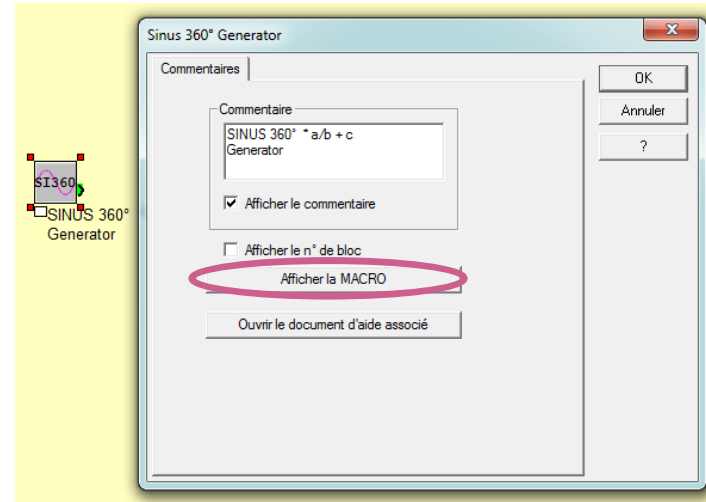 Sinus 360° Generator
x
Commentaires
OK
Annuler
?
Commentaire
SINUS 360° * a/b + c
Generator
Afficher le commentaire
Afficher le n° de bloc
Afficher la MACRO
Ouvrir le document d'aide associé
SI360
SINUS 360°
Generator